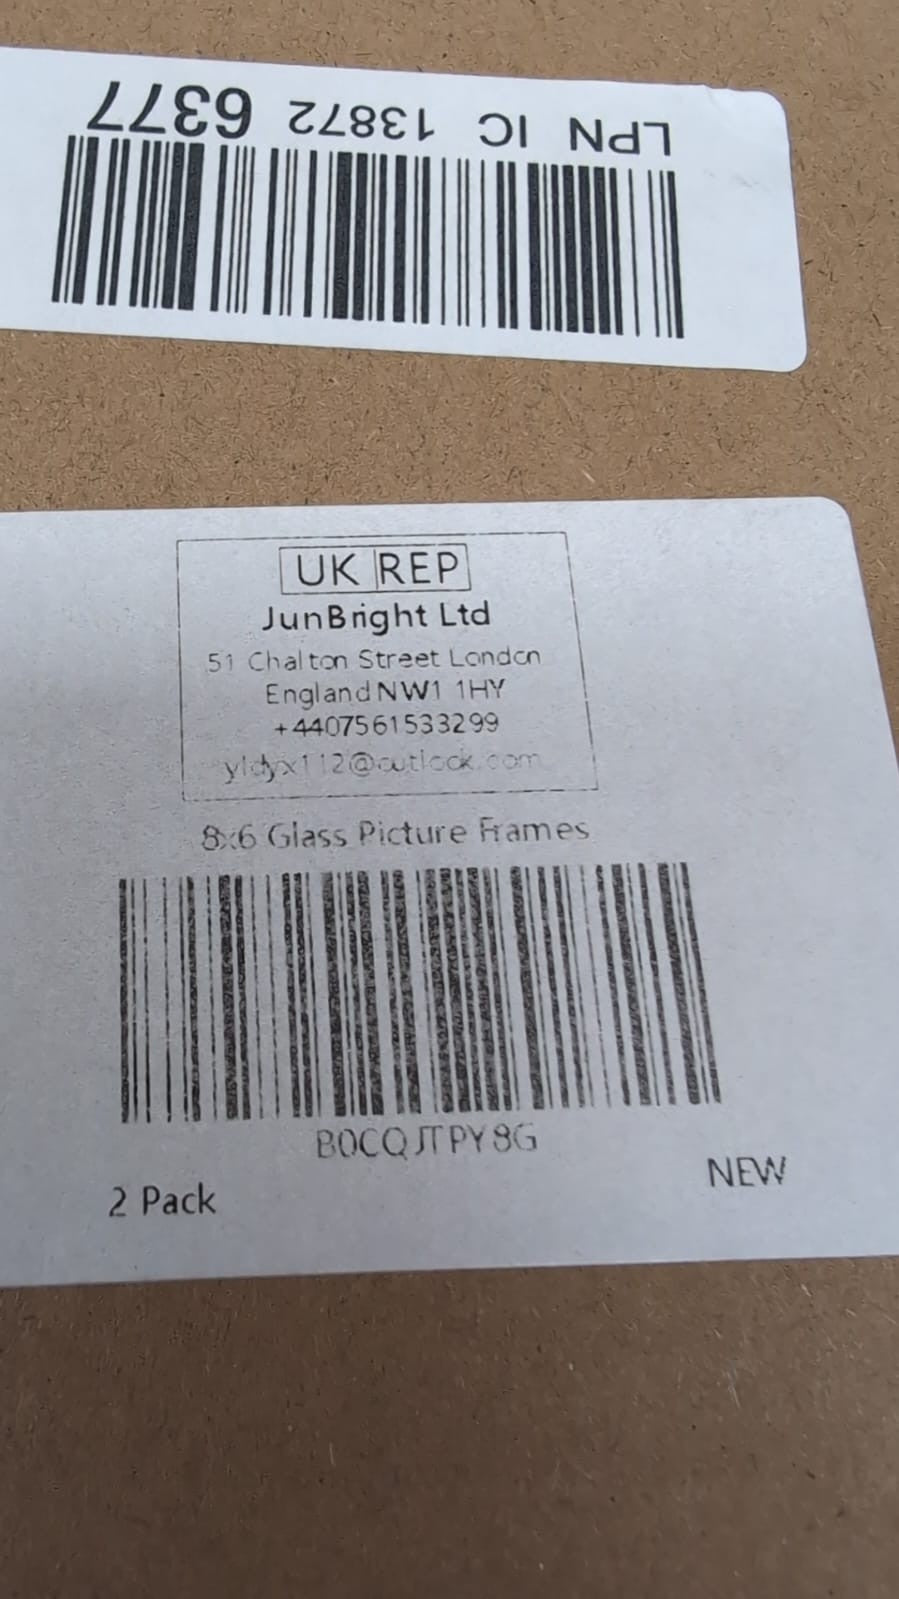 LPN IC 13872 6377
UK REP
JunBright Ltd
51 Chalton Street London
England NW1 1HY
+4407561533299
yldyx112@outlook.com
8x6 Glass Picture Frames
B0CQJTPY8G
NEW
2 Pack